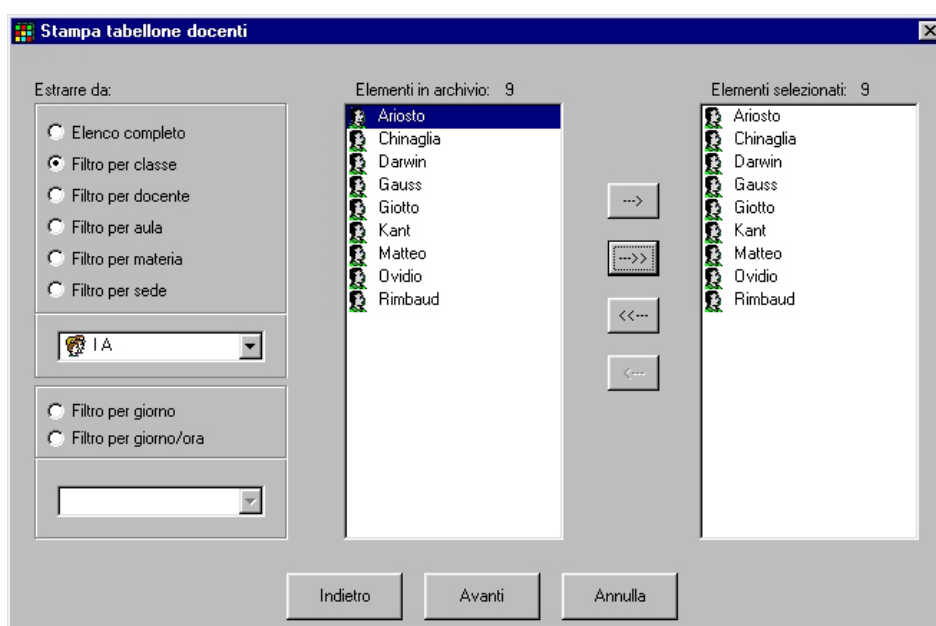 Stampa tabellone docenti
Estrarre da:
Elenco completo
Filtro per classe
Filtro per docente
Filtro per aula
Filtro per materia
Filtro per sede
I A
Filtro per giorno
Filtro per giorno/ora
Elementi in archivio: 9
Ariosto
Chinaglia
Darwin
Gauss
Giotto
Kant
Matteo
Ovidio
Rimbaud
--->
--->>
<<---
<---
Elementi selezionati: 9
Ariosto
Chinaglia
Darwin
Gauss
Giotto
Kant
Matteo
Ovidio
Rimbaud
Indietro
Avanti
Annulla